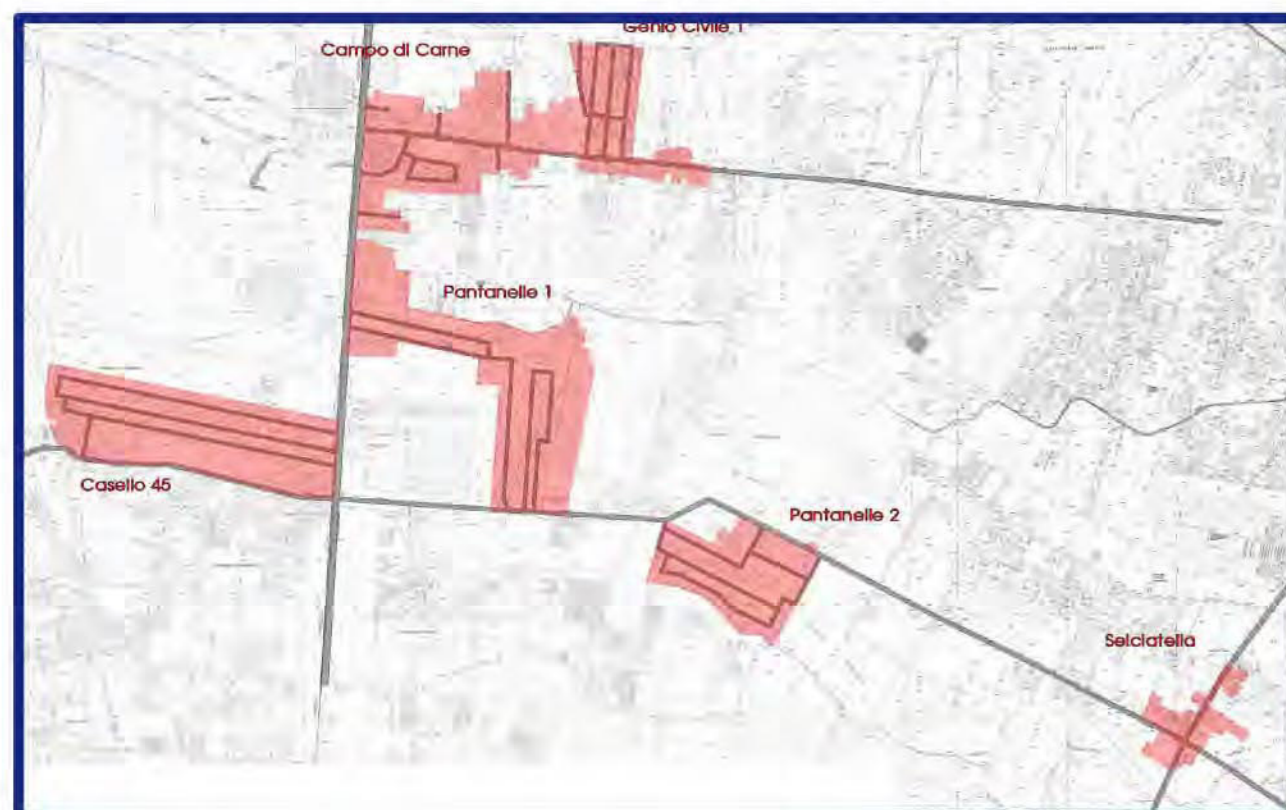 Genio Civile 1
Campo di Carne
Pantanelle 1
Casello 45
Pantanelle 2
Selciatella